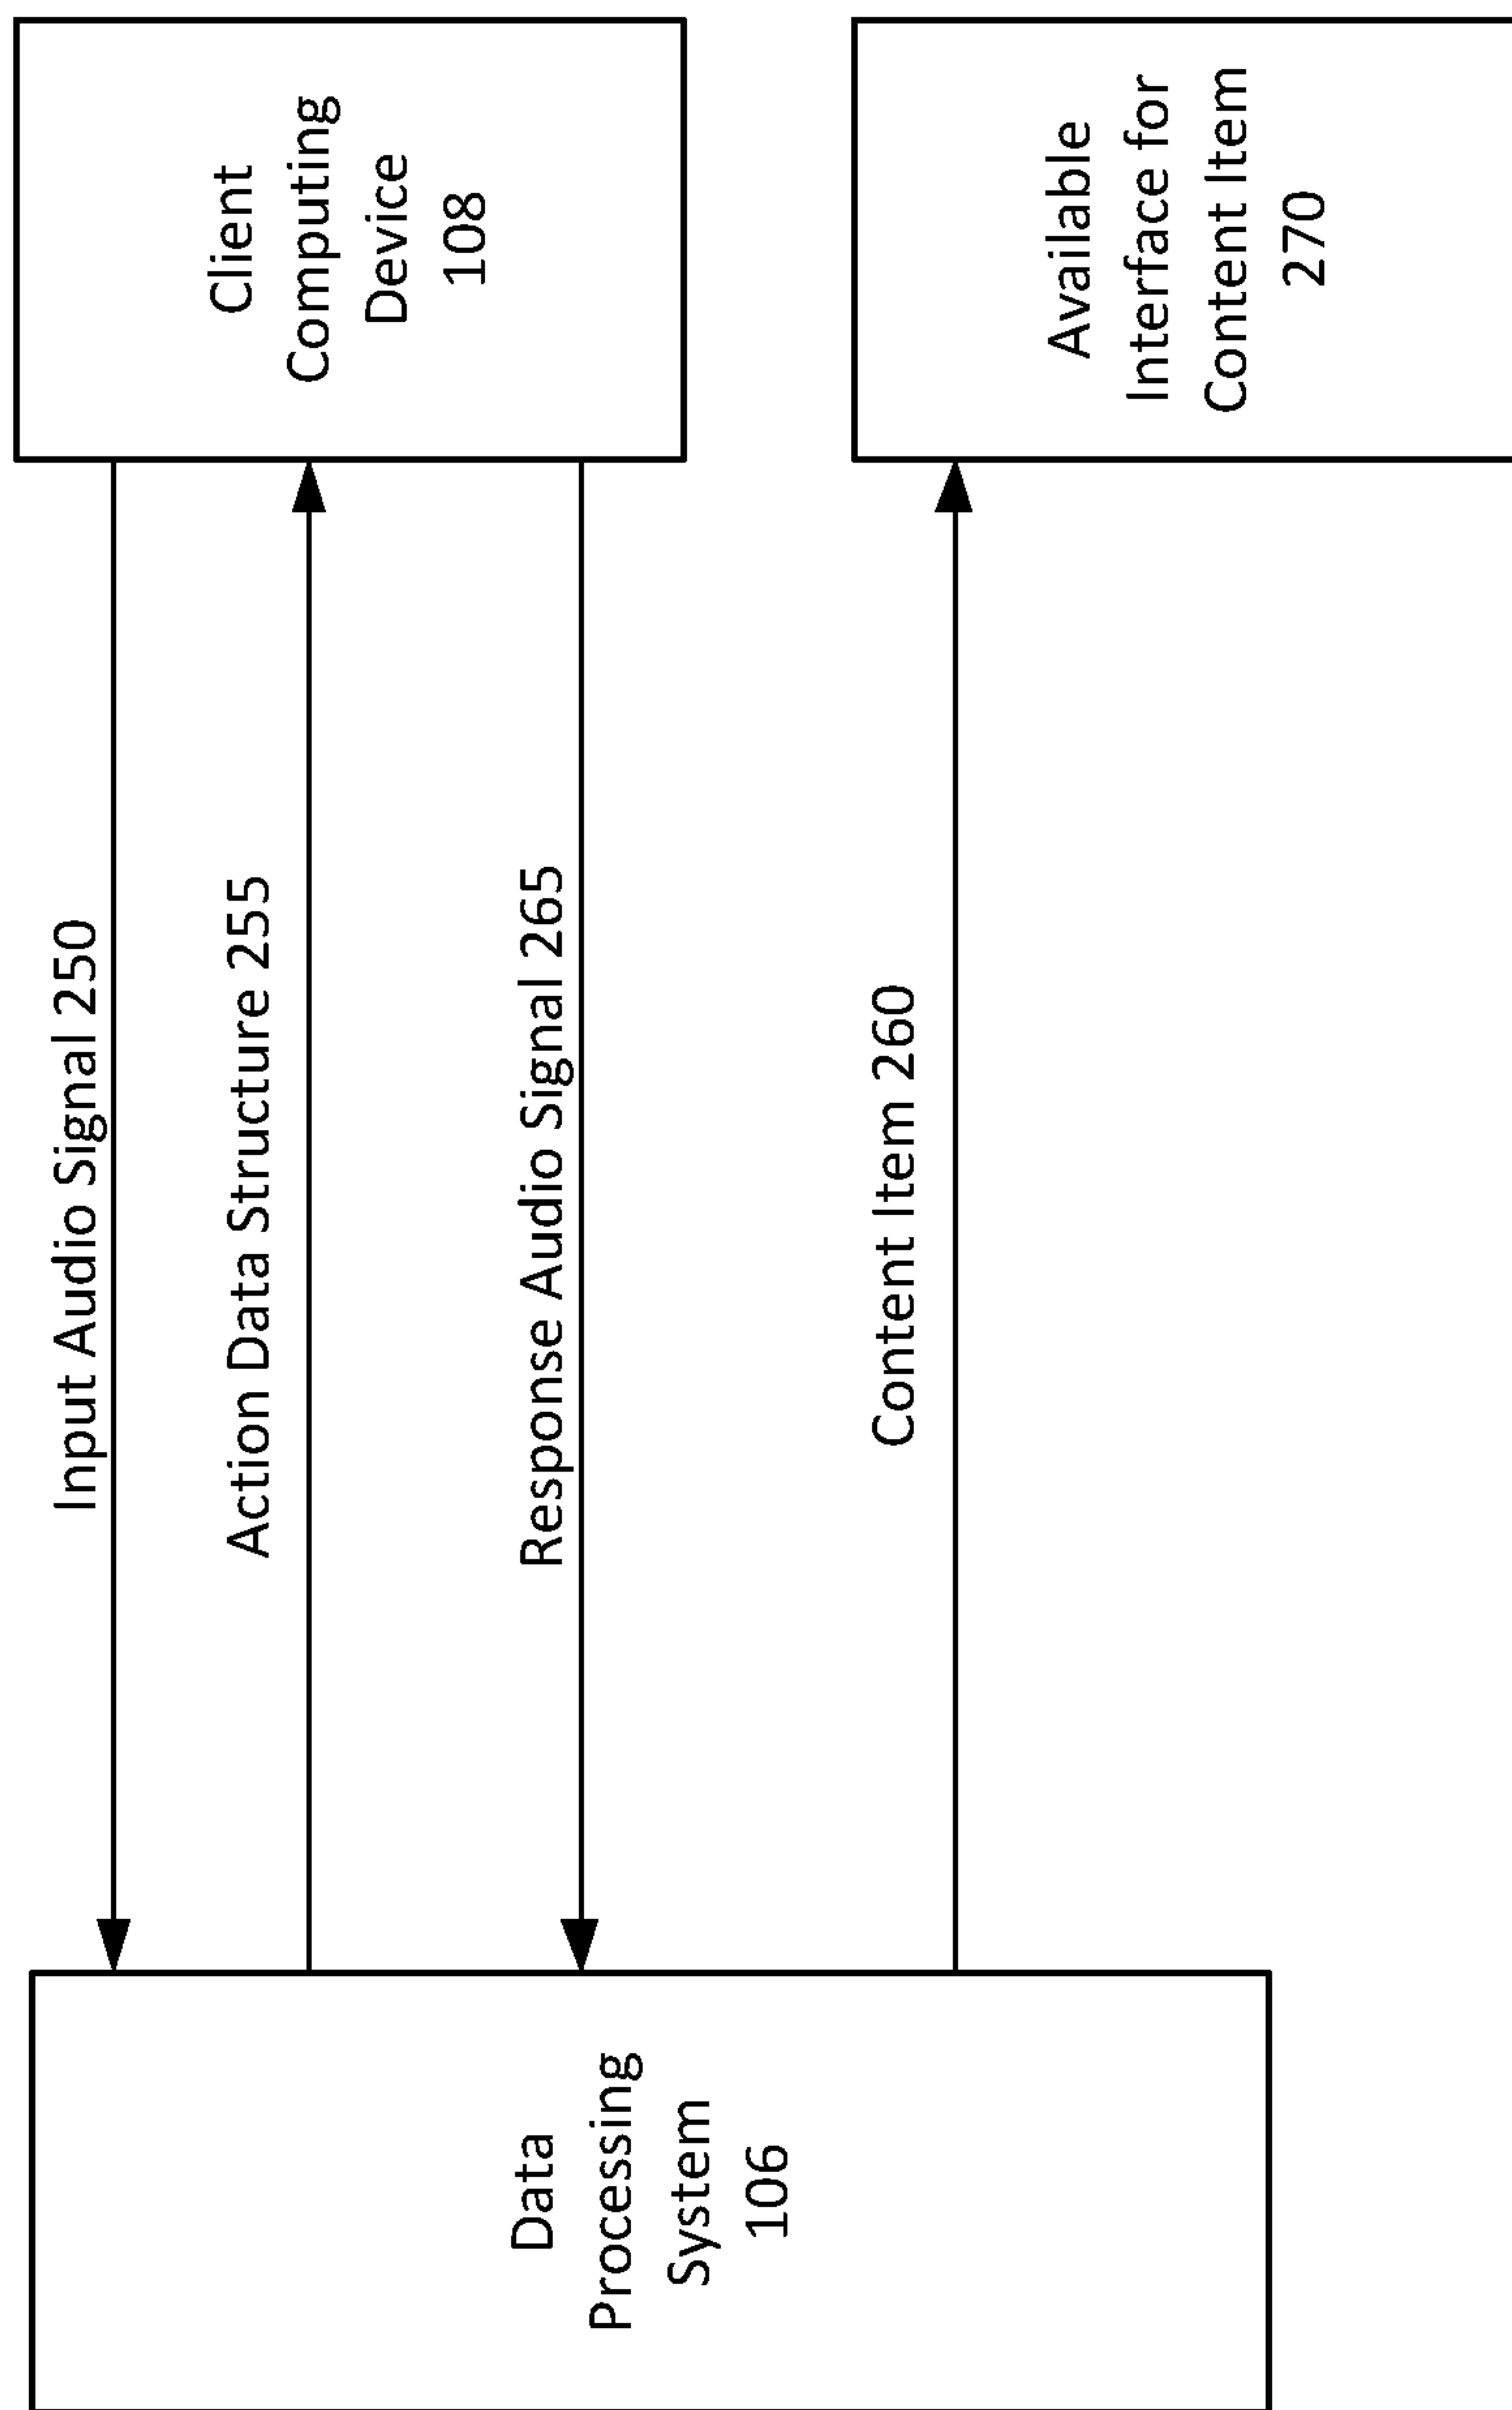 Data
Processing
System
106
Input Audio Signal 250
Action Data Structure 255
Response Audio Signal 265
Content Item 260
Client
Computing
Device
108
Available
Interface for
Content Item
270